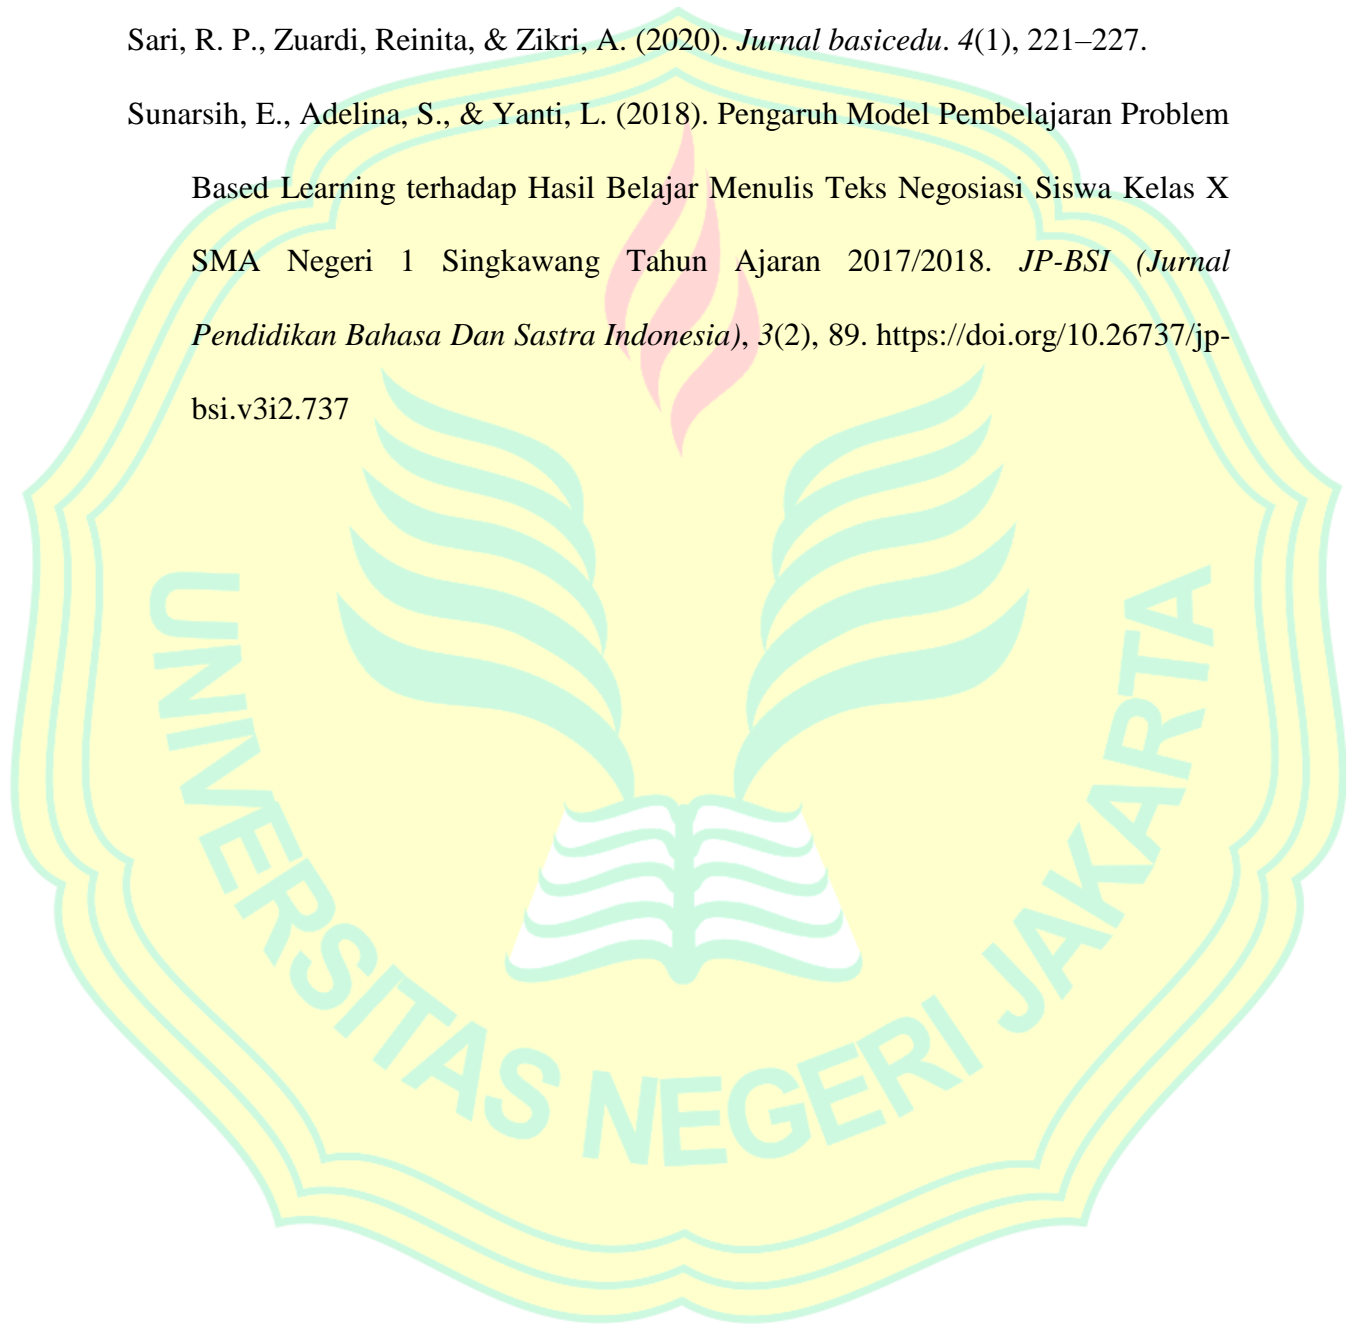 Sari, R. P., Zuardi, Reinita, & Zikri, A. (2020). Jurnal basicedu. 4(1), 221–227.
Sunarsih, E., Adelina, S., & Yanti, L. (2018). Pengaruh Model Pembelajaran Problem
Based Learning terhadap Hasil Belajar Menulis Teks Negosiasi Siswa Kelas X
SMA Negeri 1 Singkawang Tahun Ajaran 2017/2018. JP-BSI (Jurnal
Pendidikan Bahasa Dan Sastra Indonesia), 3(2), 89. https://doi.org/10.26737/jp-
bsi.v3i2.737
UNIVERSITAS NEGERI JAKARTA